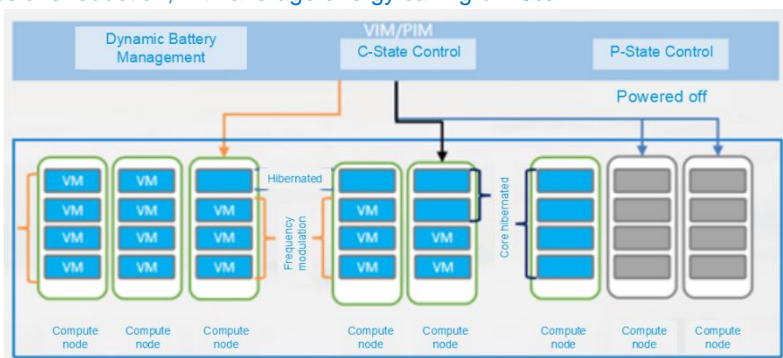 VIM/PIM
Dynamic Battery
Management
C-State Control
P-State Control
Powered off
VM VM
Hibernated
VM VM VM VM
VM VM VM VM VM
VM VM VM VM VM
Frequency
modulation
Core hibernated
Compute
node
Compute
node
Compute
node
Compute
node
Compute
node
Compute
node
Compute
node
Compute
node